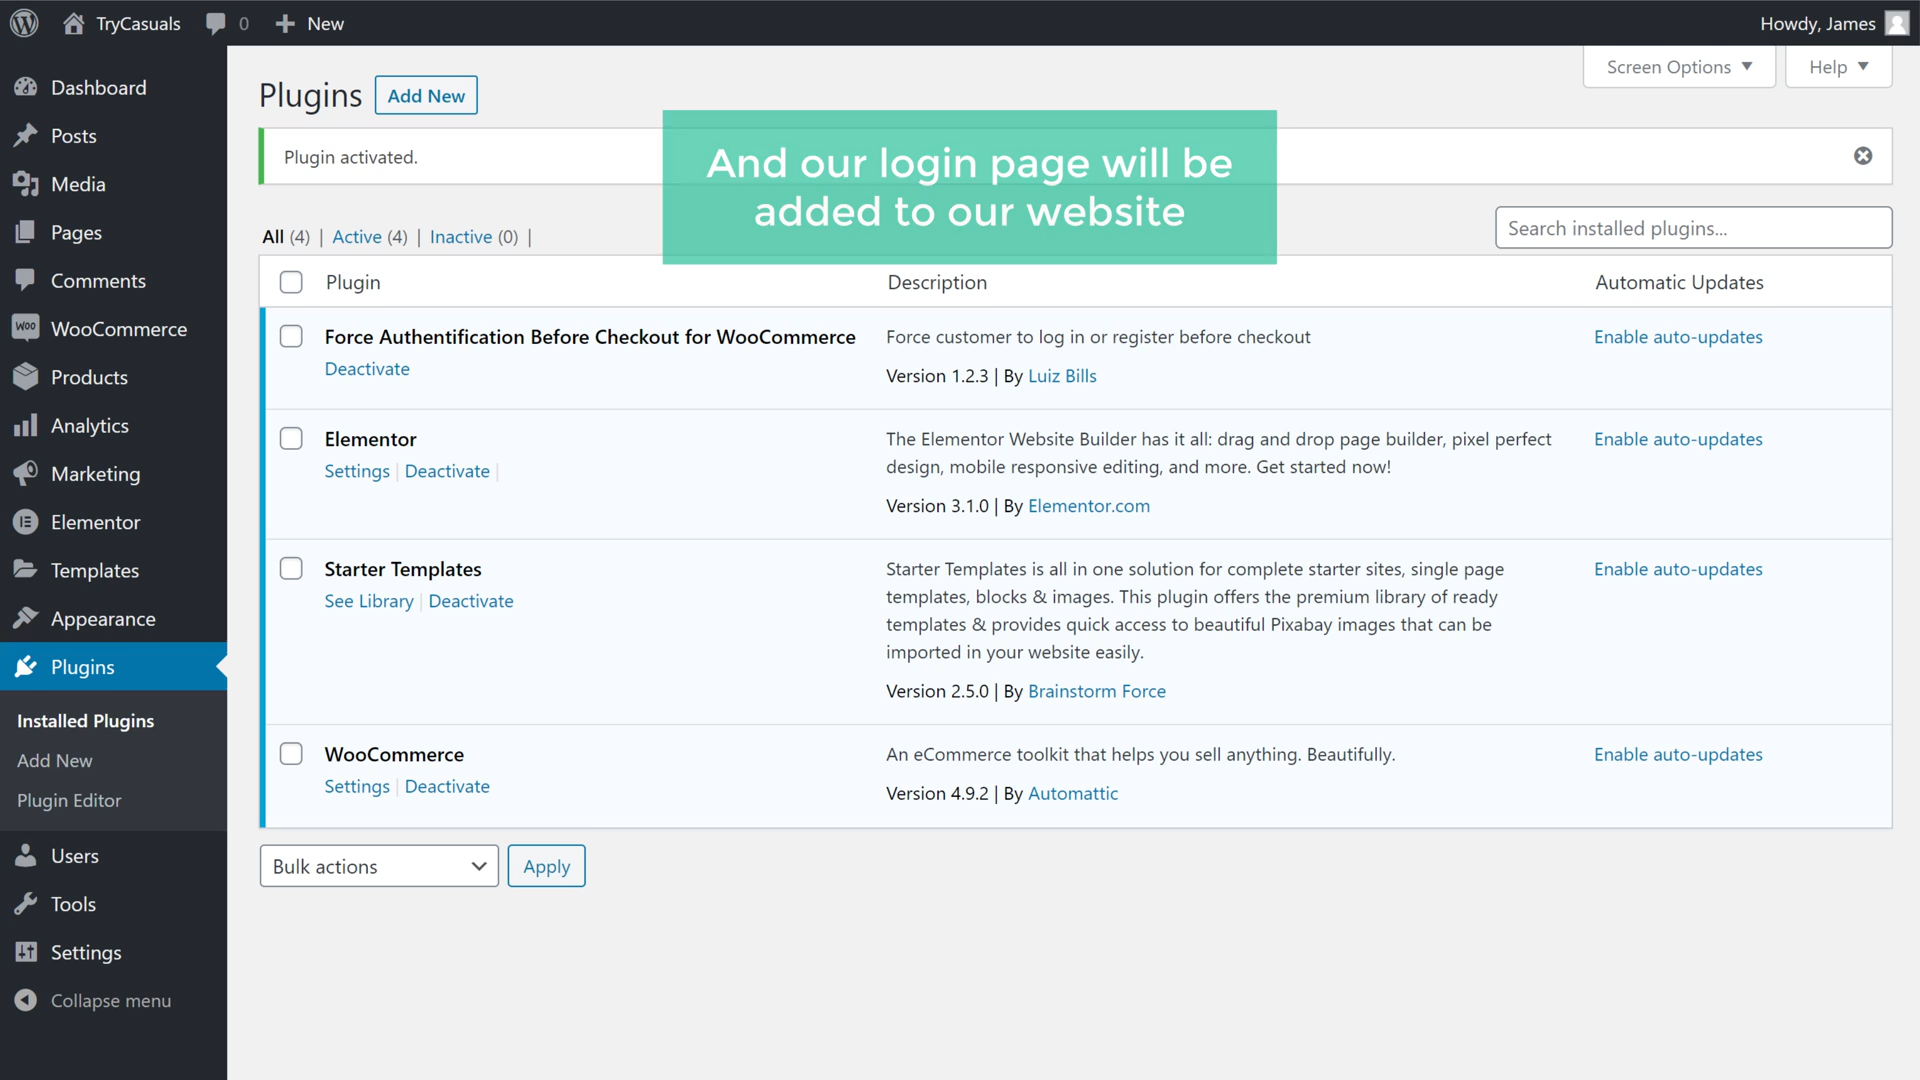 TryCasuals
0
New
Howdy, James
Dashboard
Posts
Media
Pages
Comments
WOO
WooCommerce
Products
Analytics
Marketing
Elementor
Templates
Appearance
Plugins
Installed Plugins
Add New
Plugin Editor
Users
Tools
Settings
Collapse menu
Screen Options
Help
Plugins
Add New
Plugin activated.
And our login page will be
added to our website
All (4) | Active (4) | Inactive (0) |
Search installed plugins...
Plugin
Description
Automatic Updates
Force Authentification Before Checkout for WooCommerce
Deactivate
Force customer to log in or register before checkout
Version 1.2.3 | By Luiz Bills
Enable auto-updates
Elementor
Settings | Deactivate |
The Elementor Website Builder has it all: drag and drop page builder, pixel perfect
design, mobile responsive editing, and more. Get started now!
Version 3.1.0 | By Elementor.com
Enable auto-updates
Starter Templates
See Library | Deactivate
Starter Templates is all in one solution for complete starter sites, single page
templates, blocks & images. This plugin offers the premium library of ready
templates & provides quick access to beautiful Pixabay images that can be
imported in your website easily.
Version 2.5.0 | By Brainstorm Force
Enable auto-updates
WooCommerce
Settings | Deactivate
An eCommerce toolkit that helps you sell anything. Beautifully.
Version 4.9.2 | By Automattic
Enable auto-updates
Bulk actions
Apply